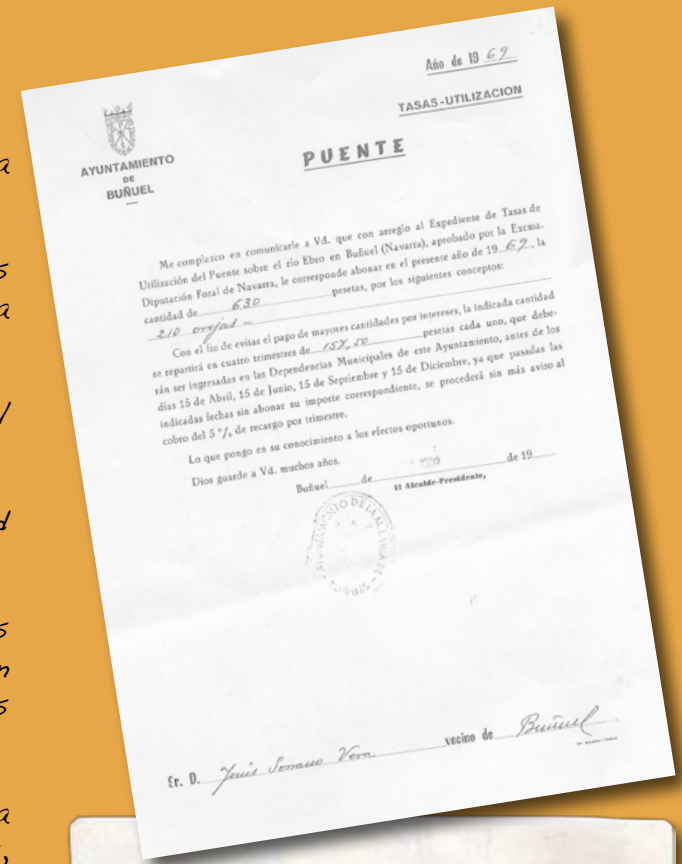 Año de 19 69
TASAS-UTILIZACION
AYUNTAMIENTO
DE
BUÑUEL
PUENTE
Me complazco en comunicarle a Vd. que con arreglo al Expediente de Tasas de
Utilización del Puente sobre el río Ebro en Buñuel (Navarra), aprobado por la Excma.
Diputación Foral de Navarra, le corresponde abonar en el presente año de 19 69, la
cantidad de 630 pesetas, por los siguientes conceptos:
210 ovejas -
Con el fin de evitar el pago de mayores cantidades por intereses, la indicada cantidad
se repartirá en cuatro trimestres de 157,50 pesetas cada uno, que debe-
rán ser ingresadas en las Dependencias Municipales de este Ayuntamiento, antes de los
días 15 de Abril, 15 de Junio, 15 de Septiembre y 15 de Diciembre, ya que pasadas las
indicadas fechas sin abonar su importe correspondiente, se procederá sin más aviso al
cobro del 5 % de recargo por trimestre.
Lo que pongo en su conocimiento a los efectos oportunos.
Dios guarde a Vd. muchos años.
Buñuel de de 19
El Alcalde-Presidente,
Sr. D. Jesús Serrano Vera vecino de Buñuel